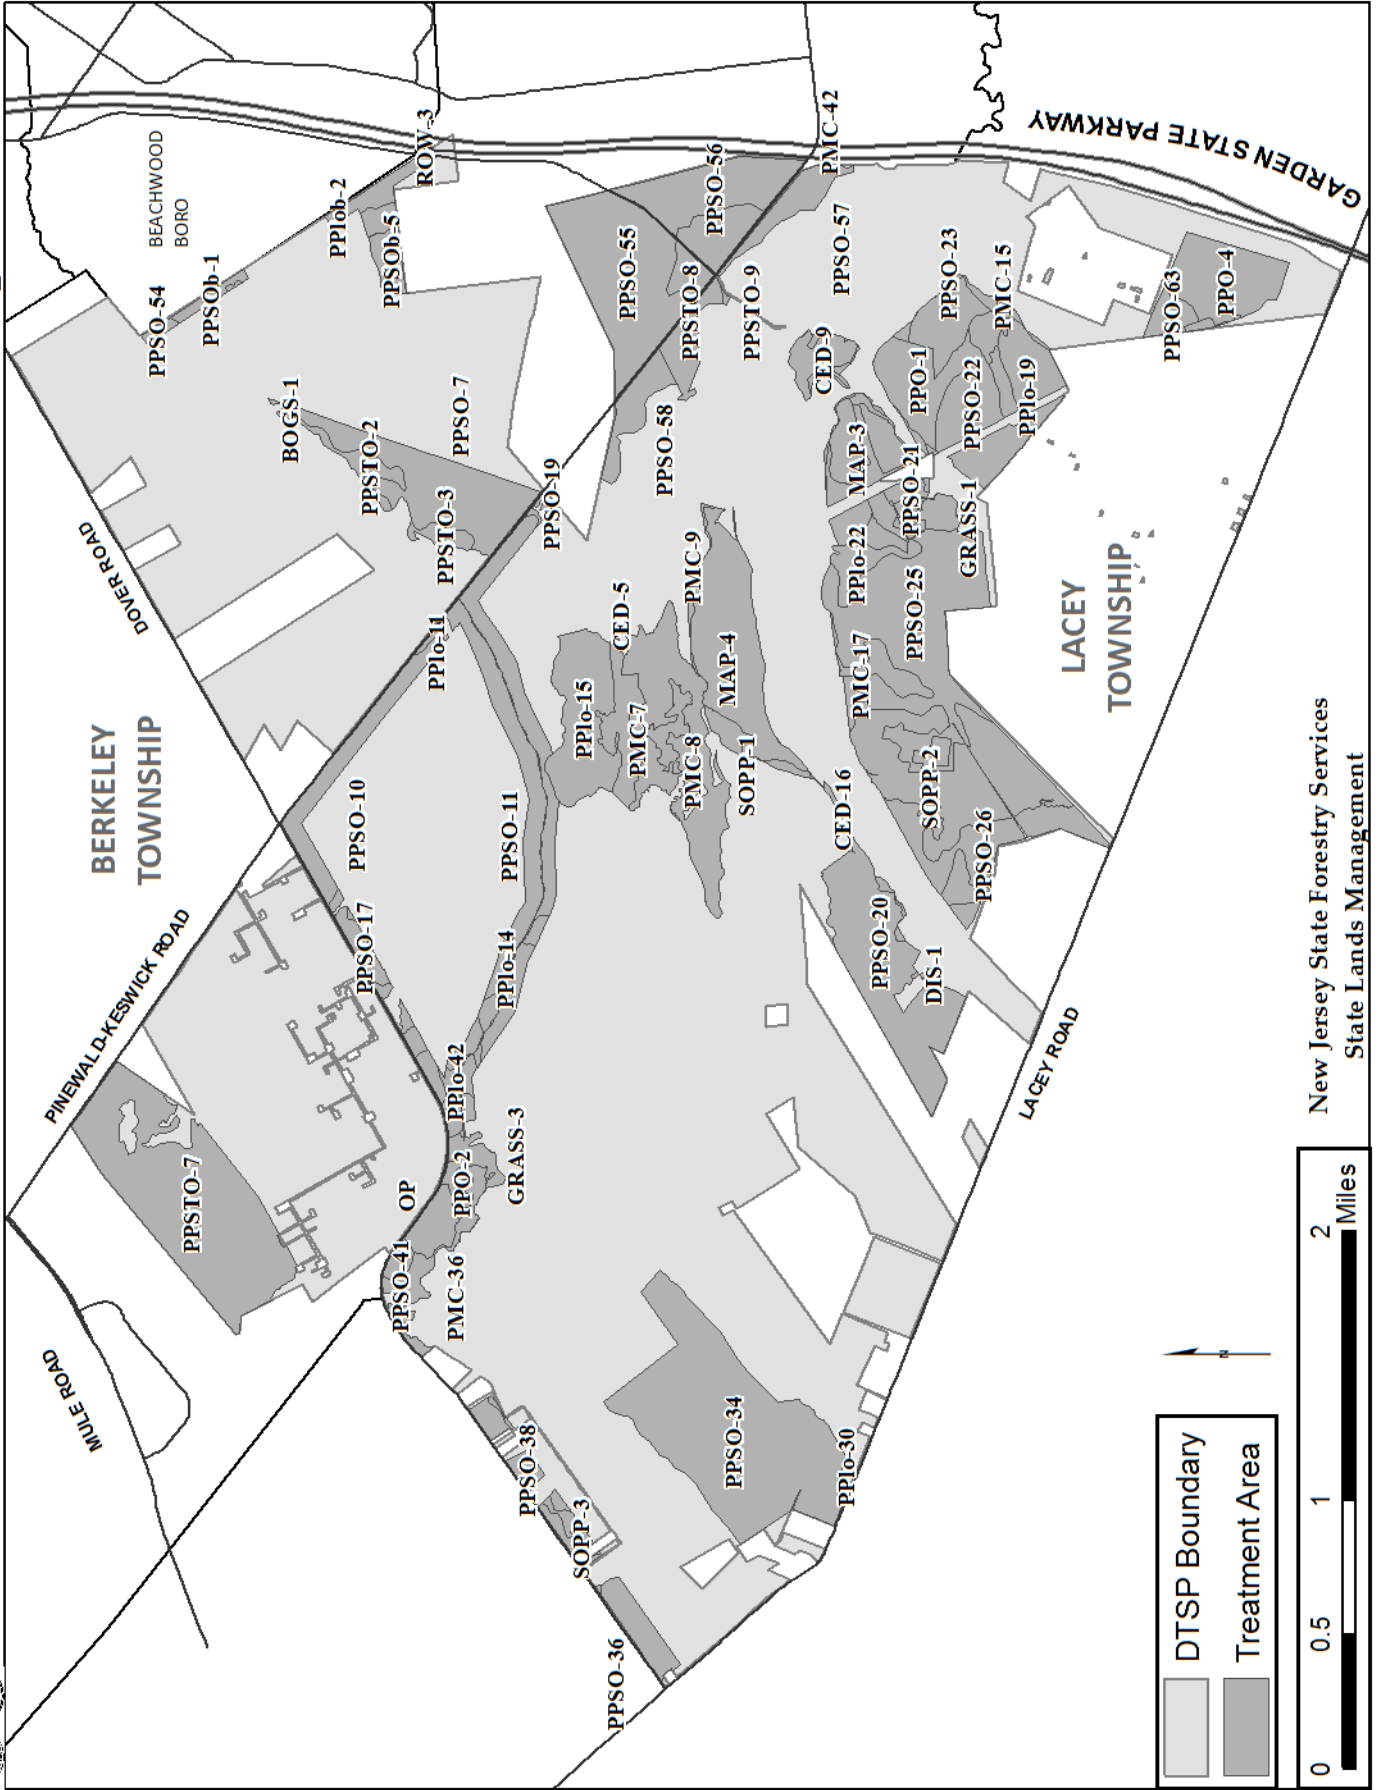 MULE ROAD
PINEWALD-KESWICK ROAD
BERKELEY
TOWNSHIP
DOVER ROAD
BEACHWOOD
BORO
PPSTO-7
PPSO-54
PPSOb-1
PPlob-2
PPSOb-5
ROW-3
BOGS-1
PPSTO-2
PPSTO-3
PPSO-7
PPlo-11
PPSO-19
PPSO-10
PPSO-17
PPSO-11
PPlo-14
PPlo-42
OP
PPO-2
GRASS-3
PPSO-41
PMC-36
PPSO-38
SOPP-3
PPSO-36
PPSO-34
PPlo-30
PPlo-15
CED-5
PMC-7
PMC-8
PMC-9
MAP-4
SOPP-1
PPSO-58
PPSO-55
PPSTO-8
PPSO-56
PPSTO-9
PMC-42
PPSO-57
CED-9
CED-16
PMC-17
PPlo-22
MAP-3
PPSO-20
DIS-1
SOPP-2
PPSO-26
PPSO-25
PPSO-21
GRASS-1
PPO-1
PPSO-22
PPlo-19
PPSO-23
PMC-15
PPSO-63
PPO-4
GARDEN STATE PARKWAY
LACEY
TOWNSHIP
LACEY ROAD
N
DTSP Boundary
Treatment Area
0 0.5 1 2
Miles
New Jersey State Forestry Services
State Lands Management